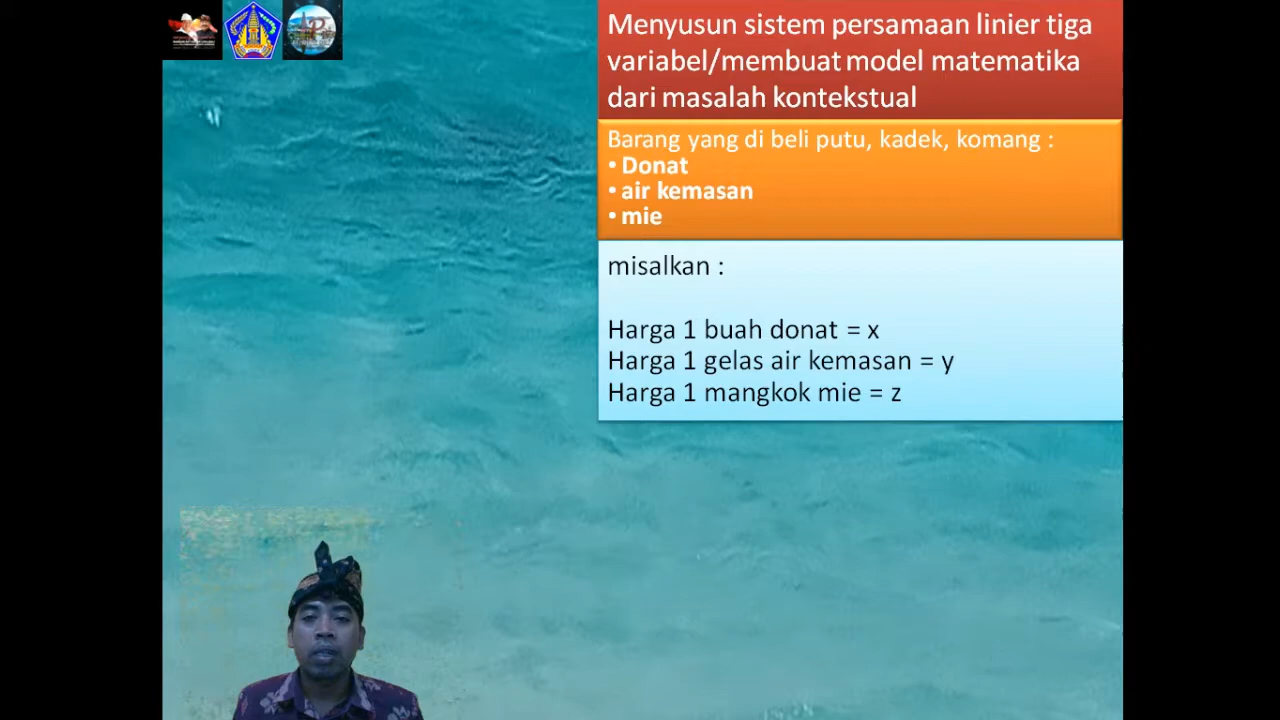 Menyusun sistem persamaan linier tiga
variabel/membuat model matematika
dari masalah kontekstual
Barang yang di beli putu, kadek, komang :
• Donat
• air kemasan
• mie
misalkan :
Harga 1 buah donat = x
Harga 1 gelas air kemasan = y
Harga 1 mangkok mie = z